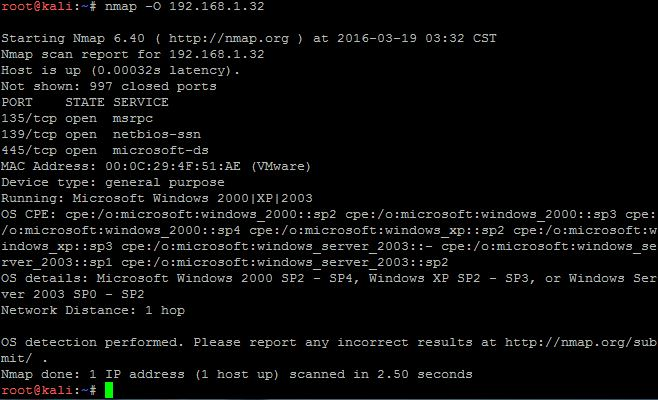 root@kali:~# nmap -O 192.168.1.32
Starting Nmap 6.40 ( http://nmap.org ) at 2016-03-19 03:32 CST
Nmap scan report for 192.168.1.32
Host is up (0.00032s latency).
Not shown: 997 closed ports
PORT    STATE SERVICE
135/tcp open  msrpc
139/tcp open  netbios-ssn
445/tcp open  microsoft-ds
MAC Address: 00:0C:29:4F:51:AE (VMware)
Device type: general purpose
Running: Microsoft Windows 2000|XP|2003
OS CPE: cpe:/o:microsoft:windows_2000::sp2 cpe:/o:microsoft:windows_2000::sp3 cpe:
/o:microsoft:windows_2000::sp4 cpe:/o:microsoft:windows_xp::sp2 cpe:/o:microsoft:w
indows_xp::sp3 cpe:/o:microsoft:windows_server_2003::- cpe:/o:microsoft:windows_se
rver_2003::sp1 cpe:/o:microsoft:windows_server_2003::sp2
OS details: Microsoft Windows 2000 SP2 - SP4, Windows XP SP2 - SP3, or Windows Ser
ver 2003 SP0 - SP2
Network Distance: 1 hop
OS detection performed. Please report any incorrect results at http://nmap.org/sub
mit/ .
Nmap done: 1 IP address (1 host up) scanned in 2.50 seconds
root@kali:~#